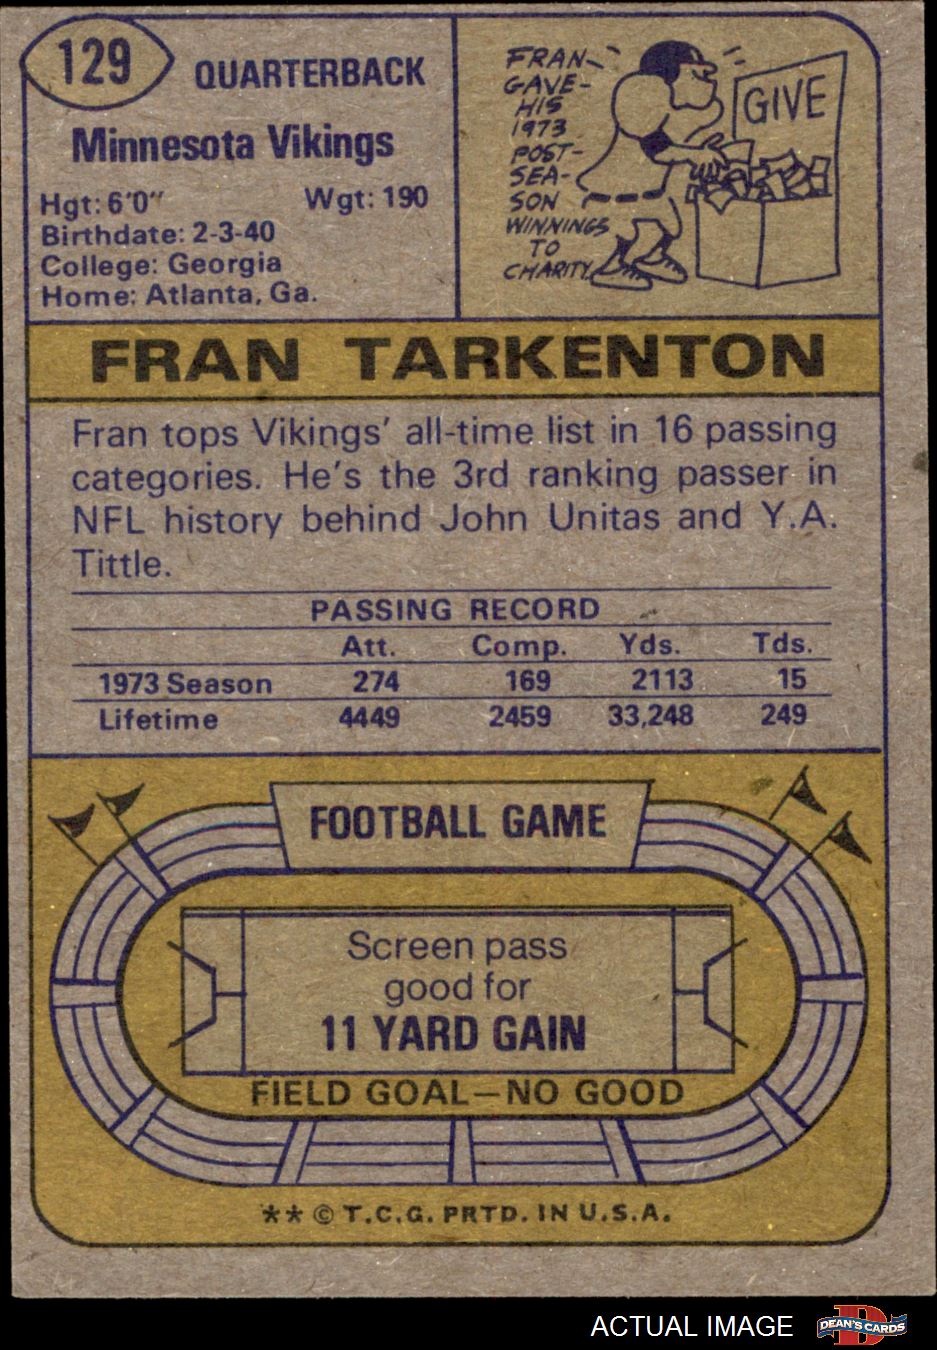 129
QUARTERBACK
Minnesota Vikings
Hgt: 6'0" Wgt: 190
Birthdate: 2-3-40
College: Georgia
Home: Atlanta, Ga.
FRAN
GAVE
HIS
1973
POST-
SEA-
SON
WINNINGS
TO
CHARITY.
GIVE
FRAN TARKENTON
Fran tops Vikings' all-time list in 16 passing
categories. He's the 3rd ranking passer in
NFL history behind John Unitas and Y.A.
Tittle.
PASSING RECORD
Att. Comp. Yds. Tds.
1973 Season 274 169 2113 15
Lifetime 4449 2459 33,248 249
FOOTBALL GAME
Screen pass
good for
11 YARD GAIN
FIELD GOAL—NO GOOD
** © T.C.G. PRTD. IN U.S.A.
ACTUAL IMAGE
D
DEAN'S CARDS